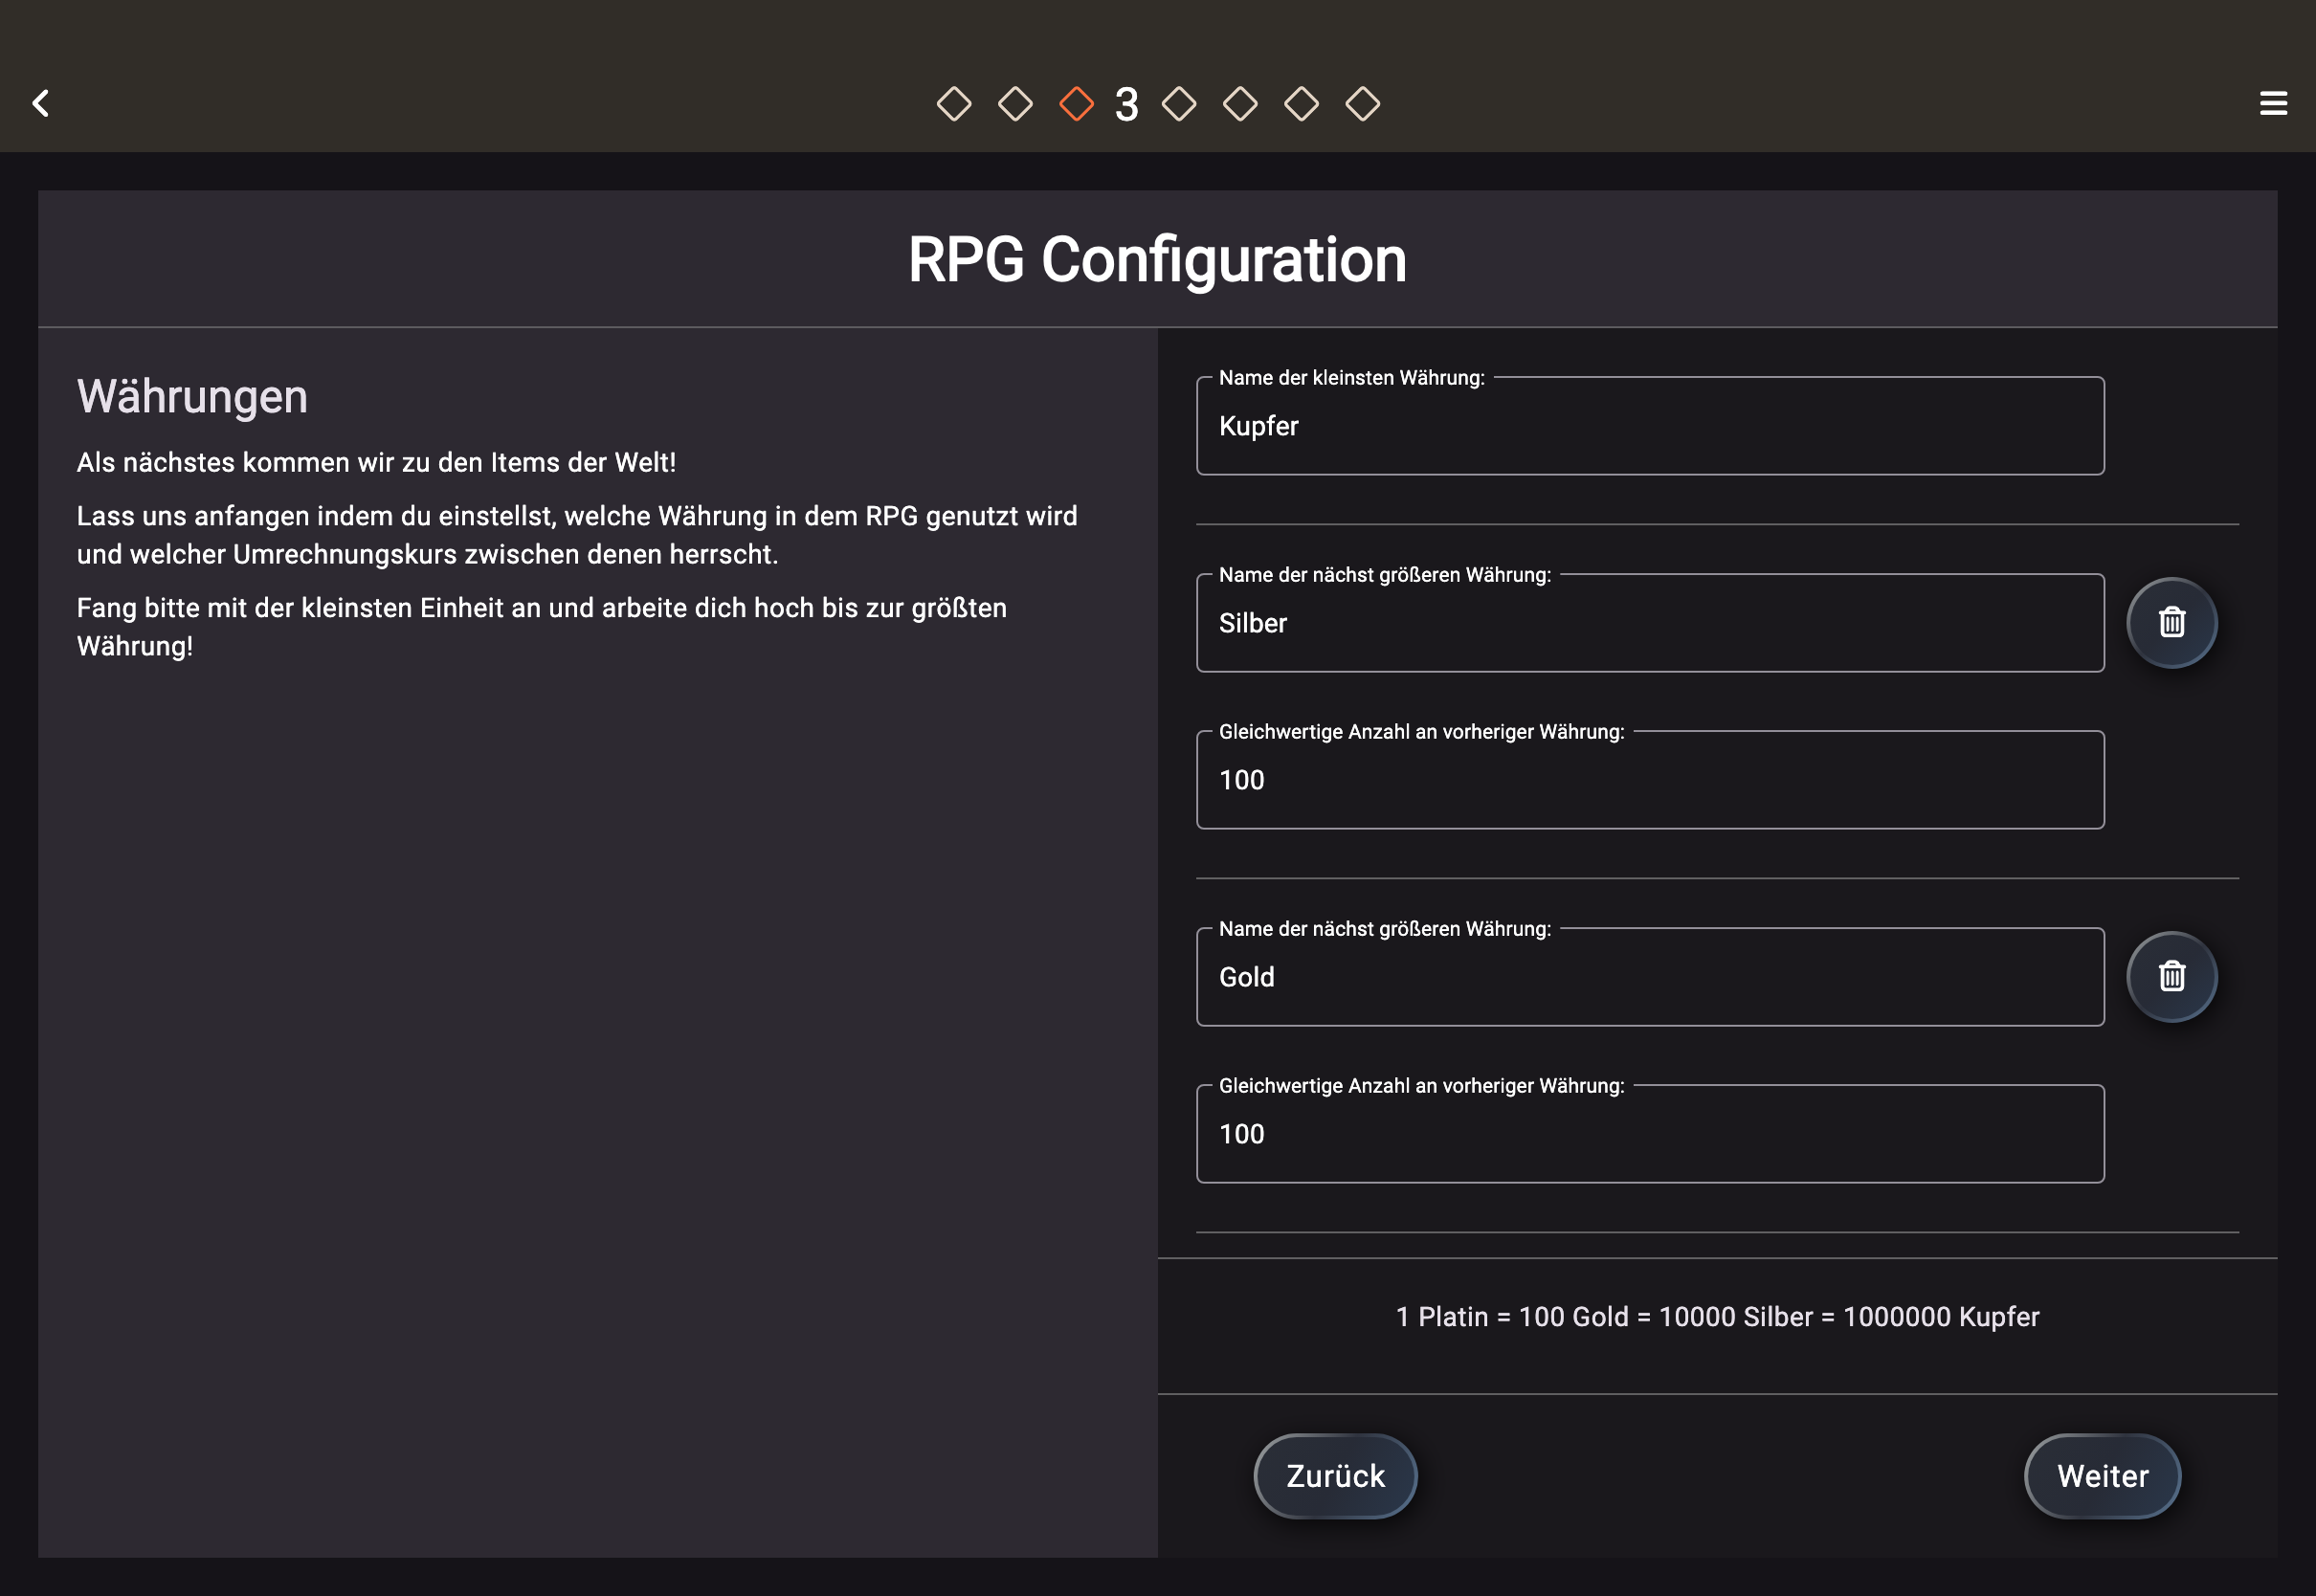 3
RPG Configuration
Währungen
Als nächstes kommen wir zu den Items der Welt!
Lass uns anfangen indem du einstellst, welche Währung in dem RPG genutzt wird
und welcher Umrechnungskurs zwischen denen herrscht.
Fang bitte mit der kleinsten Einheit an und arbeite dich hoch bis zur größten
Währung!
Name der kleinsten Währung:
Kupfer
Name der nächst größeren Währung:
Silber
Gleichwertige Anzahl an vorheriger Währung:
100
Name der nächst größeren Währung:
Gold
Gleichwertige Anzahl an vorheriger Währung:
100
1 Platin = 100 Gold = 10000 Silber = 1000000 Kupfer
Zurück
Weiter